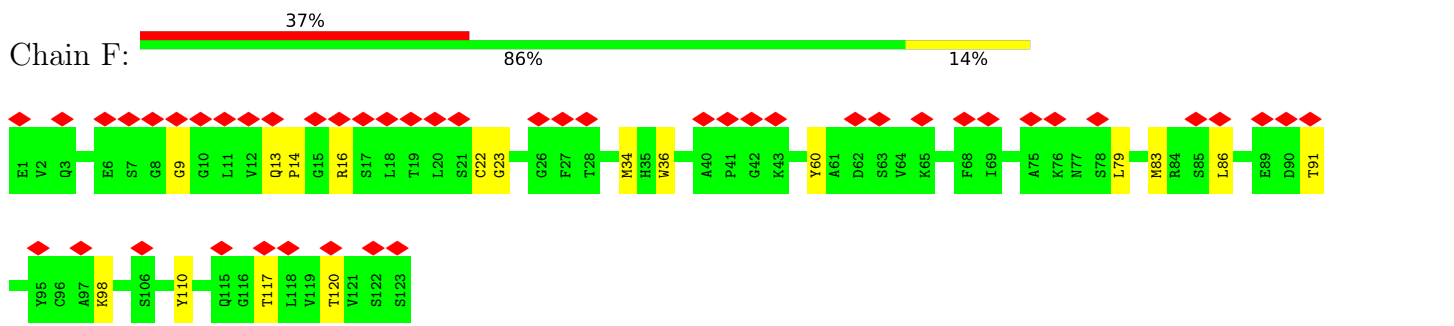 37%
Chain F:
86% 14%
E1 V2 Q3 E6 S7 G8 G9 G10 L11 V12 Q13 P14 G15 R16 S17 L18 T19 L20 S21 C22 G23 G26 F27 T28 M34 H35 W36 A40 P41 G42 K43 Y60 A61 D62 S63 V64 K65 F68 I69 A75 K76 N77 S78 L79 M83 R84 S85 L86 E89 D90 T91
Y95 C96 A97 K98 S106 Y110 Q115 G116 T117 L118 V119 T120 V121 S122 S123